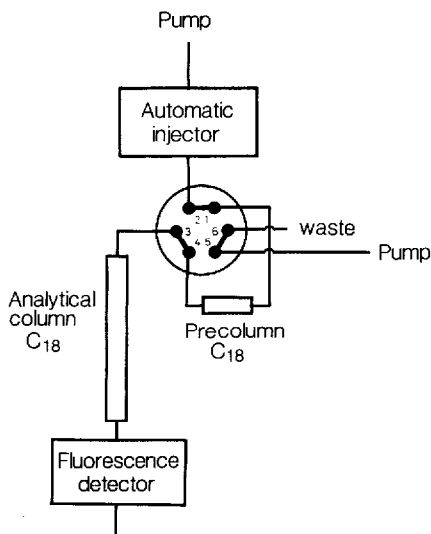 Pump
Automatic
injector
2 1
3 6
4 5
waste
Pump
Analytical
column
C18
Precolumn
C18
Fluorescence
detector